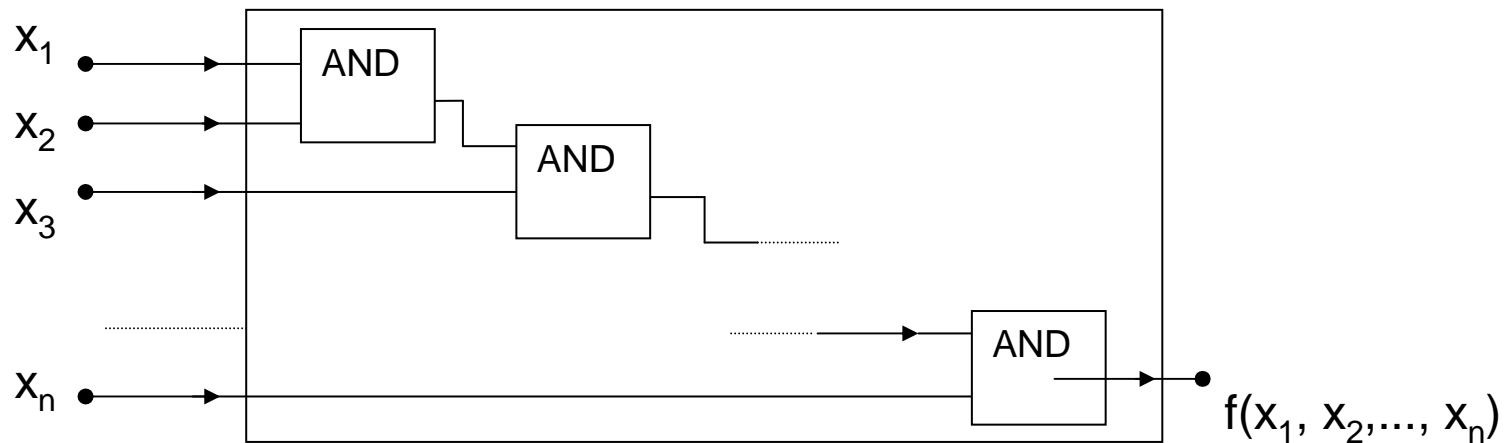 x₁
AND
x₂
AND
x₃
AND
xₙ
f(x₁, x₂,..., xₙ)